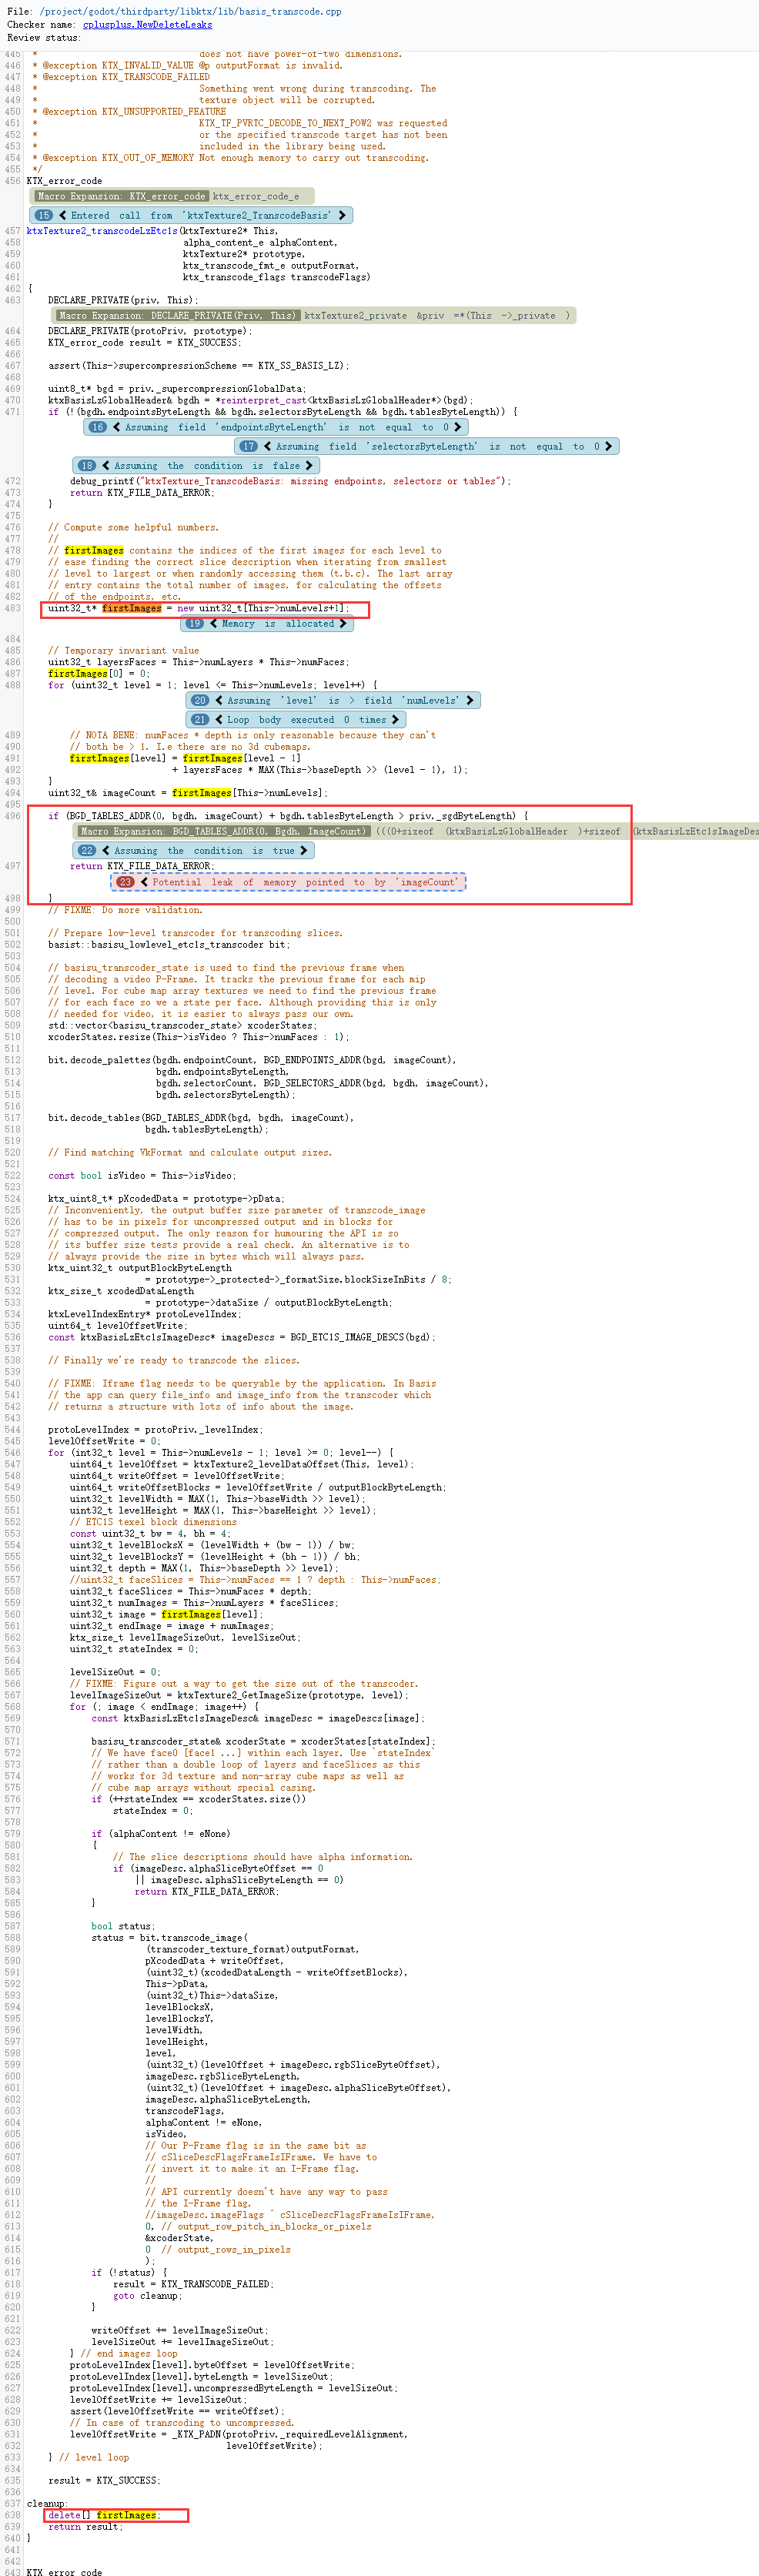 File: /project/godot/thirdparty/libktx/lib/basis_transcode.cpp
Checker name: cplusplus.NewDeleteLeaks
Review status:
445 * does not have power-of-two dimensions.
446 * @exception KTX_INVALID_VALUE @p outputFormat is invalid.
447 * @exception KTX_TRANSCODE_FAILED
448 * Something went wrong during transcoding. The
449 * texture object will be corrupted.
450 * @exception KTX_UNSUPPORTED_FEATURE
451 * KTX_TF_PVRTC_DECODE_TO_NEXT_POW2 was requested
452 * or the specified transcode target has not been
453 * included in the library being used.
454 * @exception KTX_OUT_OF_MEMORY Not enough memory to carry out transcoding.
455 */
456 KTX_error_code
Macro Expansion: KTX_error_code ktx_error_code_e
15 Entered call from 'ktxTexture2_TranscodeBasis'
457 ktxTexture2_transcodeLzEtc1s(ktxTexture2* This,
458 alpha_content_e alphaContent,
459 ktxTexture2* prototype,
460 ktx_transcode_fmt_e outputFormat,
461 ktx_transcode_flags transcodeFlags)
462 {
463 DECLARE_PRIVATE(priv, This);
Macro Expansion: DECLARE_PRIVATE(Priv, This) ktxTexture2_private &priv =*(This ->_private )
464 DECLARE_PRIVATE(protoPriv, prototype);
465 KTX_error_code result = KTX_SUCCESS;
466
467 assert(This->supercompressionScheme == KTX_SS_BASIS_LZ);
468
469 uint8_t* bgd = priv._supercompressionGlobalData;
470 ktxBasisLzGlobalHeader& bgdh = *reinterpret_cast<ktxBasisLzGlobalHeader*>(bgd);
471 if (!(bgdh.endpointsByteLength && bgdh.selectorsByteLength && bgdh.tablesByteLength)) {
16 Assuming field 'endpointsByteLength' is not equal to 0
17 Assuming field 'selectorsByteLength' is not equal to 0
18 Assuming the condition is false
472 debug_printf("ktxTexture_TranscodeBasis: missing endpoints, selectors or tables");
473 return KTX_FILE_DATA_ERROR;
474 }
475
476 // Compute some helpful numbers.
477 //
478 // firstImages contains the indices of the first images for each level to
479 // ease finding the correct slice description when iterating from smallest
480 // level to largest or when randomly accessing them (t.b.c). The last array
481 // entry contains the total number of images, for calculating the offsets
482 // of the endpoints, etc.
483 uint32_t* firstImages = new uint32_t[This->numLevels+1];
19 Memory is allocated
484
485 // Temporary invariant value
486 uint32_t layersFaces = This->numLayers * This->numFaces;
487 firstImages[0] = 0;
488 for (uint32_t level = 1; level <= This->numLevels; level++) {
20 Assuming 'level' is > field 'numLevels'
21 Loop body executed 0 times
489 // NOTA BENE: numFaces * depth is only reasonable because they can't
490 // both be > 1. I.e there are no 3d cubemaps.
491 firstImages[level] = firstImages[level - 1]
492 + layersFaces * MAX(This->baseDepth >> (level - 1), 1);
493 }
494 uint32_t& imageCount = firstImages[This->numLevels];
495
496 if (BGD_TABLES_ADDR(0, bgdh, imageCount) + bgdh.tablesByteLength > priv._sgdByteLength) {
Macro Expansion: BGD_TABLES_ADDR(0, Bgdh, ImageCount) (((0+sizeof (ktxBasisLzGlobalHeader )+sizeof (ktxBasisLzEtc1sImageDes
22 Assuming the condition is true
497 return KTX_FILE_DATA_ERROR;
23 Potential leak of memory pointed to by 'imageCount'
498 }
499 // FIXME: Do more validation.
500
501 // Prepare low-level transcoder for transcoding slices.
502 basist::basisu_lowlevel_etc1s_transcoder bit;
503
504 // basisu_transcoder_state is used to find the previous frame when
505 // decoding a video P-Frame. It tracks the previous frame for each mip
506 // level. For cube map array textures we need to find the previous frame
507 // for each face so we a state per face. Although providing this is only
508 // needed for video, it is easier to always pass our own.
509 std::vector<basisu_transcoder_state> xcoderStates;
510 xcoderStates.resize(This->isVideo ? This->numFaces : 1);
511
512 bit.decode_palettes(bgdh.endpointCount, BGD_ENDPOINTS_ADDR(bgd, imageCount),
513 bgdh.endpointsByteLength,
514 bgdh.selectorCount, BGD_SELECTORS_ADDR(bgd, bgdh, imageCount),
515 bgdh.selectorsByteLength);
516
517 bit.decode_tables(BGD_TABLES_ADDR(bgd, bgdh, imageCount),
518 bgdh.tablesByteLength);
519
520 // Find matching VkFormat and calculate output sizes.
521
522 const bool isVideo = This->isVideo;
523
524 ktx_uint8_t* pXcodedData = prototype->pData;
525 // Inconveniently, the output buffer size parameter of transcode_image
526 // has to be in pixels for uncompressed output and in blocks for
527 // compressed output. The only reason for humouring the API is so
528 // its buffer size tests provide a real check. An alternative is to
529 // always provide the size in bytes which will always pass.
530 ktx_uint32_t outputBlockByteLength
531 = prototype->_protected->_formatSize.blockSizeInBits / 8;
532 ktx_size_t xcodedDataLength
533 = prototype->dataSize / outputBlockByteLength;
534 ktxLevelIndexEntry* protoLevelIndex;
535 uint64_t levelOffsetWrite;
536 const ktxBasisLzEtc1sImageDesc* imageDescs = BGD_ETC1S_IMAGE_DESCS(bgd);
537
538 // Finally we're ready to transcode the slices.
539
540 // FIXME: Iframe flag needs to be queryable by the application. In Basis
541 // the app can query file_info and image_info from the transcoder which
542 // returns a structure with lots of info about the image.
543
544 protoLevelIndex = protoPriv._levelIndex;
545 levelOffsetWrite = 0;
546 for (int32_t level = This->numLevels - 1; level >= 0; level--) {
547 uint64_t levelOffset = ktxTexture2_levelDataOffset(This, level);
548 uint64_t writeOffset = levelOffsetWrite;
549 uint64_t writeOffsetBlocks = levelOffsetWrite / outputBlockByteLength;
550 uint32_t levelWidth = MAX(1, This->baseWidth >> level);
551 uint32_t levelHeight = MAX(1, This->baseHeight >> level);
552 // ETC1S texel block dimensions
553 const uint32_t bw = 4, bh = 4;
554 uint32_t levelBlocksX = (levelWidth + (bw - 1)) / bw;
555 uint32_t levelBlocksY = (levelHeight + (bh - 1)) / bh;
556 uint32_t depth = MAX(1, This->baseDepth >> level);
557 //uint32_t faceSlices = This->numFaces == 1 ? depth : This->numFaces;
558 uint32_t faceSlices = This->numFaces * depth;
559 uint32_t numImages = This->numLayers * faceSlices;
560 uint32_t image = firstImages[level];
561 uint32_t endImage = image + numImages;
562 ktx_size_t levelImageSizeOut, levelSizeOut;
563 uint32_t stateIndex = 0;
564
565 levelSizeOut = 0;
566 // FIXME: Figure out a way to get the size out of the transcoder.
567 levelImageSizeOut = ktxTexture2_GetImageSize(prototype, level);
568 for (; image < endImage; image++) {
569 const ktxBasisLzEtc1sImageDesc& imageDesc = imageDescs[image];
570
571 basisu_transcoder_state& xcoderState = xcoderStates[stateIndex];
572 // We have face0 [face1 ...] within each layer. Use `stateIndex`
573 // rather than a double loop of layers and faceSlices as this
574 // works for 3d texture and non-array cube maps as well as
575 // cube map arrays without special casing.
576 if (++stateIndex == xcoderStates.size())
577 stateIndex = 0;
578
579 if (alphaContent != eNone)
580 {
581 // The slice descriptions should have alpha information.
582 if (imageDesc.alphaSliceByteOffset == 0
583 || imageDesc.alphaSliceByteLength == 0)
584 return KTX_FILE_DATA_ERROR;
585 }
586
587 bool status;
588 status = bit.transcode_image(
589 (transcoder_texture_format)outputFormat,
590 pXcodedData + writeOffset,
591 (uint32_t)(xcodedDataLength - writeOffsetBlocks),
592 This->pData,
593 (uint32_t)This->dataSize,
594 levelBlocksX,
595 levelBlocksY,
596 levelWidth,
597 levelHeight,
598 level,
599 (uint32_t)(levelOffset + imageDesc.rgbSliceByteOffset),
600 imageDesc.rgbSliceByteLength,
601 (uint32_t)(levelOffset + imageDesc.alphaSliceByteOffset),
602 imageDesc.alphaSliceByteLength,
603 transcodeFlags,
604 alphaContent != eNone,
605 isVideo,
606 // Our P-Frame flag is in the same bit as
607 // cSliceDescFlagsFrameIsIFrame. We have to
608 // invert it to make it an I-Frame flag.
609 //
610 // API currently doesn't have any way to pass
611 // the I-Frame flag.
612 //imageDesc.imageFlags ^ cSliceDescFlagsFrameIsIFrame,
613 0, // output_row_pitch_in_blocks_or_pixels
614 &xcoderState,
615 0 // output_rows_in_pixels
616 );
617 if (!status) {
618 result = KTX_TRANSCODE_FAILED;
619 goto cleanup;
620 }
621
622 writeOffset += levelImageSizeOut;
623 levelSizeOut += levelImageSizeOut;
624 } // end images loop
625 protoLevelIndex[level].byteOffset = levelOffsetWrite;
626 protoLevelIndex[level].byteLength = levelSizeOut;
627 protoLevelIndex[level].uncompressedByteLength = levelSizeOut;
628 levelOffsetWrite += levelSizeOut;
629 assert(levelOffsetWrite == writeOffset);
630 // In case of transcoding to uncompressed.
631 levelOffsetWrite = _KTX_PADN(protoPriv._requiredLevelAlignment,
632 levelOffsetWrite);
633 } // level loop
634
635 result = KTX_SUCCESS;
636
637 cleanup:
638 delete[] firstImages;
639 return result;
640 }
641
642
643 KTX_error_code